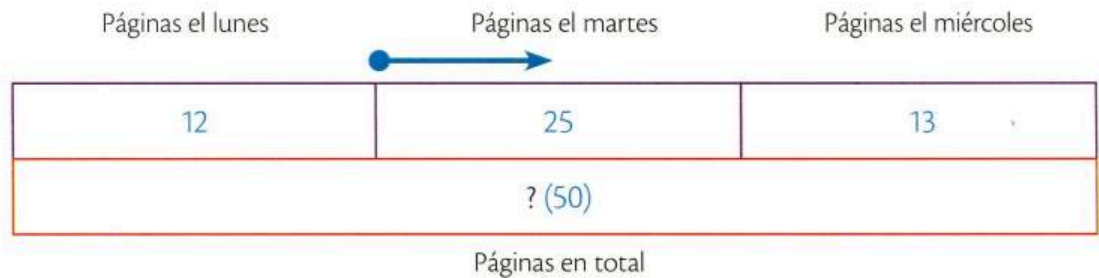 Páginas el lunes Páginas el martes Páginas el miércoles
12 25 13
? (50)
Páginas en total